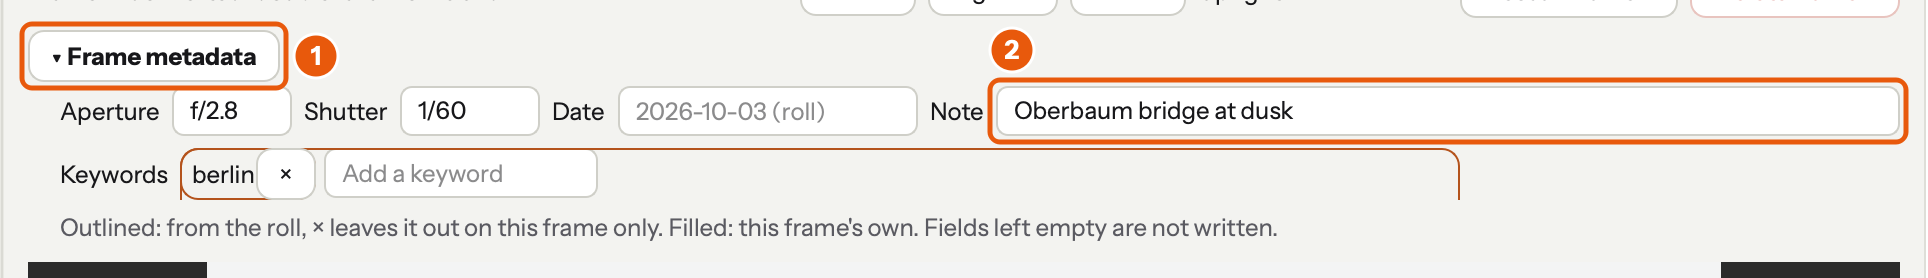 ▾ Frame metadata 1 2
Aperture f/2.8 Shutter 1/60 Date 2026-10-03 (roll) Note Oberbaum bridge at dusk
Keywords berlin × Add a keyword
Outlined: from the roll, × leaves it out on this frame only. Filled: this frame's own. Fields left empty are not written.